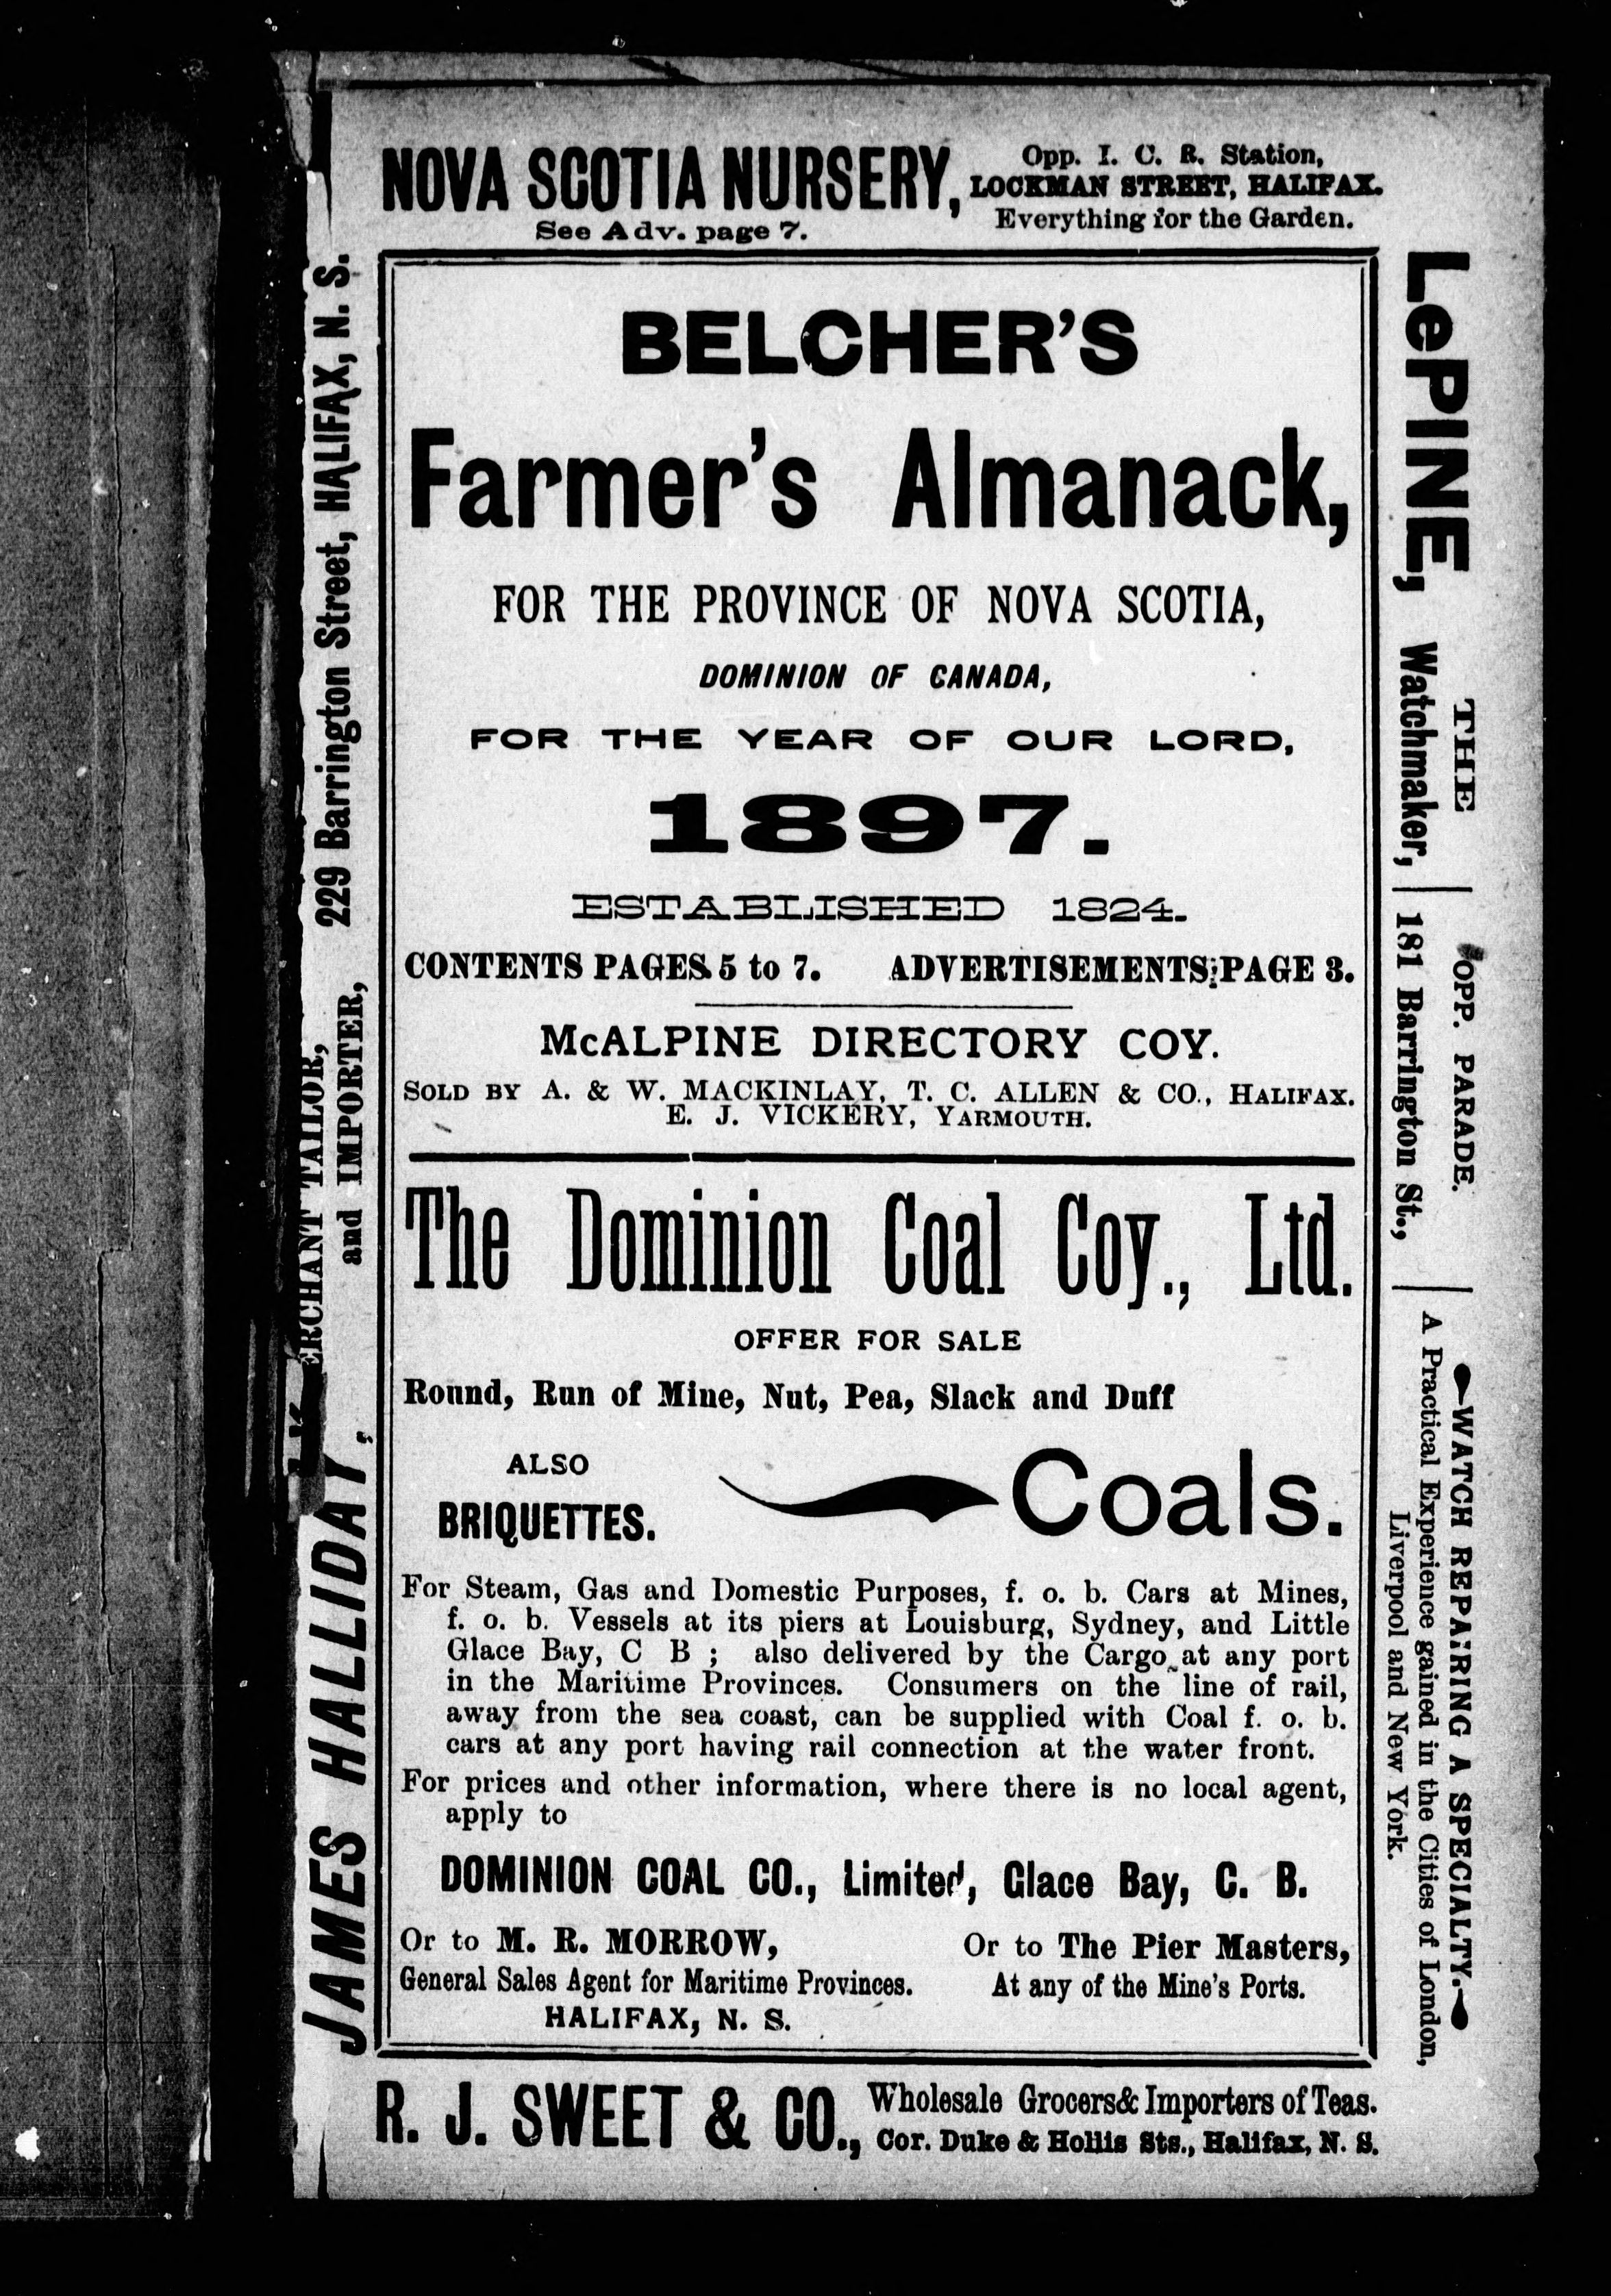 NOVA SCOTIA NURSERY,
See Adv. page 7.
Opp. I. C. R. Station,
LOCKMAN STREET, HALIFAX.
Everything for the Garden.
BELCHER'S
Farmer's Almanack,
FOR THE PROVINCE OF NOVA SCOTIA,
DOMINION OF CANADA,
FOR THE YEAR OF OUR LORD,
1897.
ESTABLISHED 1824.
CONTENTS PAGES 5 to 7. ADVERTISEMENTS PAGE 3.
McALPINE DIRECTORY COY.
SOLD BY A. & W. MACKINLAY, T. C. ALLEN & CO., HALIFAX.
E. J. VICKERY, YARMOUTH.
The Dominion Coal Coy., Ltd.
OFFER FOR SALE
Round, Run of Mine, Nut, Pea, Slack and Duff
ALSO
BRIQUETTES.
Coals.
For Steam, Gas and Domestic Purposes, f. o. b. Cars at Mines,
f. o. b. Vessels at its piers at Louisburg, Sydney, and Little
Glace Bay, C B ; also delivered by the Cargo at any port
in the Maritime Provinces. Consumers on the line of rail,
away from the sea coast, can be supplied with Coal f. o. b.
cars at any port having rail connection at the water front.
For prices and other information, where there is no local agent,
apply to
DOMINION COAL CO., Limited, Glace Bay, C. B.
Or to M. R. MORROW,
General Sales Agent for Maritime Provinces.
HALIFAX, N. S.
Or to The Pier Masters,
At any of the Mine's Ports.
R. J. SWEET & CO.,
Wholesale Grocers & Importers of Teas.
Cor. Duke & Hollis Sts., Halifax, N. S.
JAMES HALLIDAY,
ERCHANT TAILOR,
and IMPORTER,
229 Barrington Street, HALIFAX, N. S.
LePINE,
THE
Watchmaker,
OPP. PARADE.
181 Barrington St.,
WATCH REPAIRING A SPECIALTY.
A Practical Experience gained in the Cities of London,
Liverpool and New York.